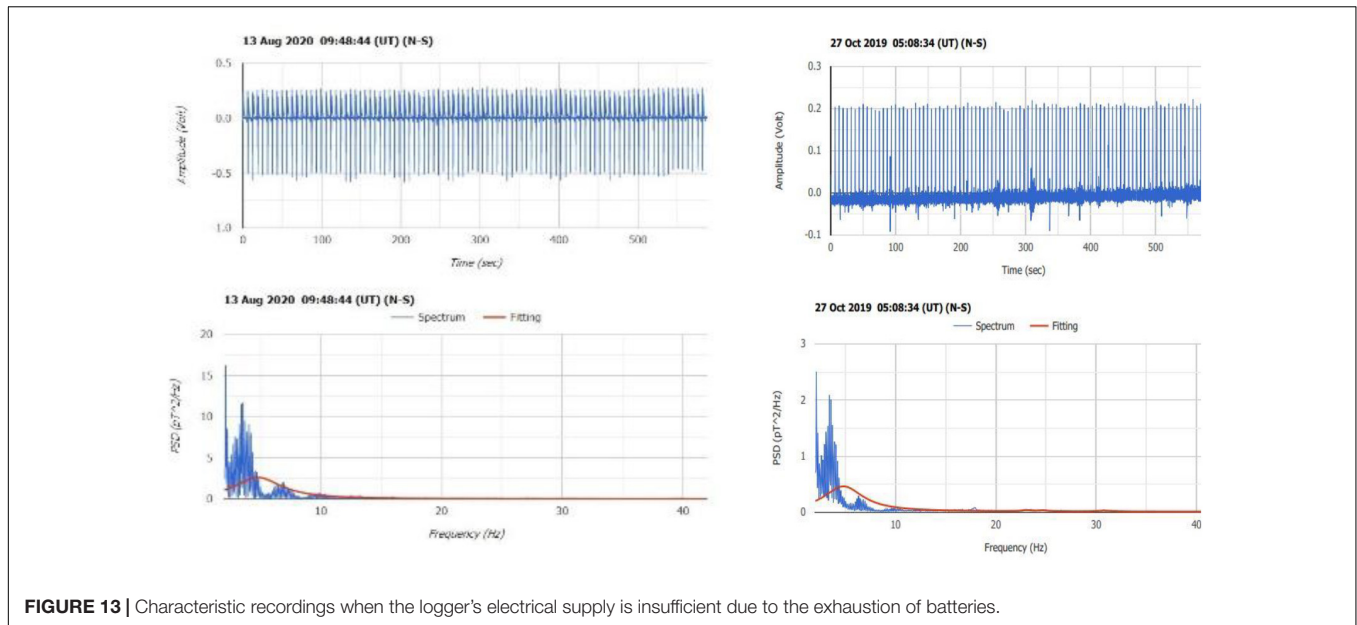 13 Aug 2020 09:48:44 (UT) (N-S)
0.5
0.0
-0.5
1.0
Amplitude (Volt)
0
100
200
300
400
500
Time (sec)
27 Oct 2019 05:08:34 (UT) (N-S)
0.3
0.2
0.1
0.0
-0.1
Amplitude (Volt)
0
100
200
300
400
500
Time (sec)
13 Aug 2020 09:48:44 (UT) (N-S)
Spectrum Fitting
20
15
10
5
0
PSD (pT^2/Hz)
10
20
30
40
Frequency (Hz)
27 Oct 2019 05:08:34 (UT) (N-S)
Spectrum Fitting
3
2
1
0
PSD (pT^2/Hz)
10
20
30
40
Frequency (Hz)
FIGURE 13 | Characteristic recordings when the logger's electrical supply is insufficient due to the exhaustion of batteries.